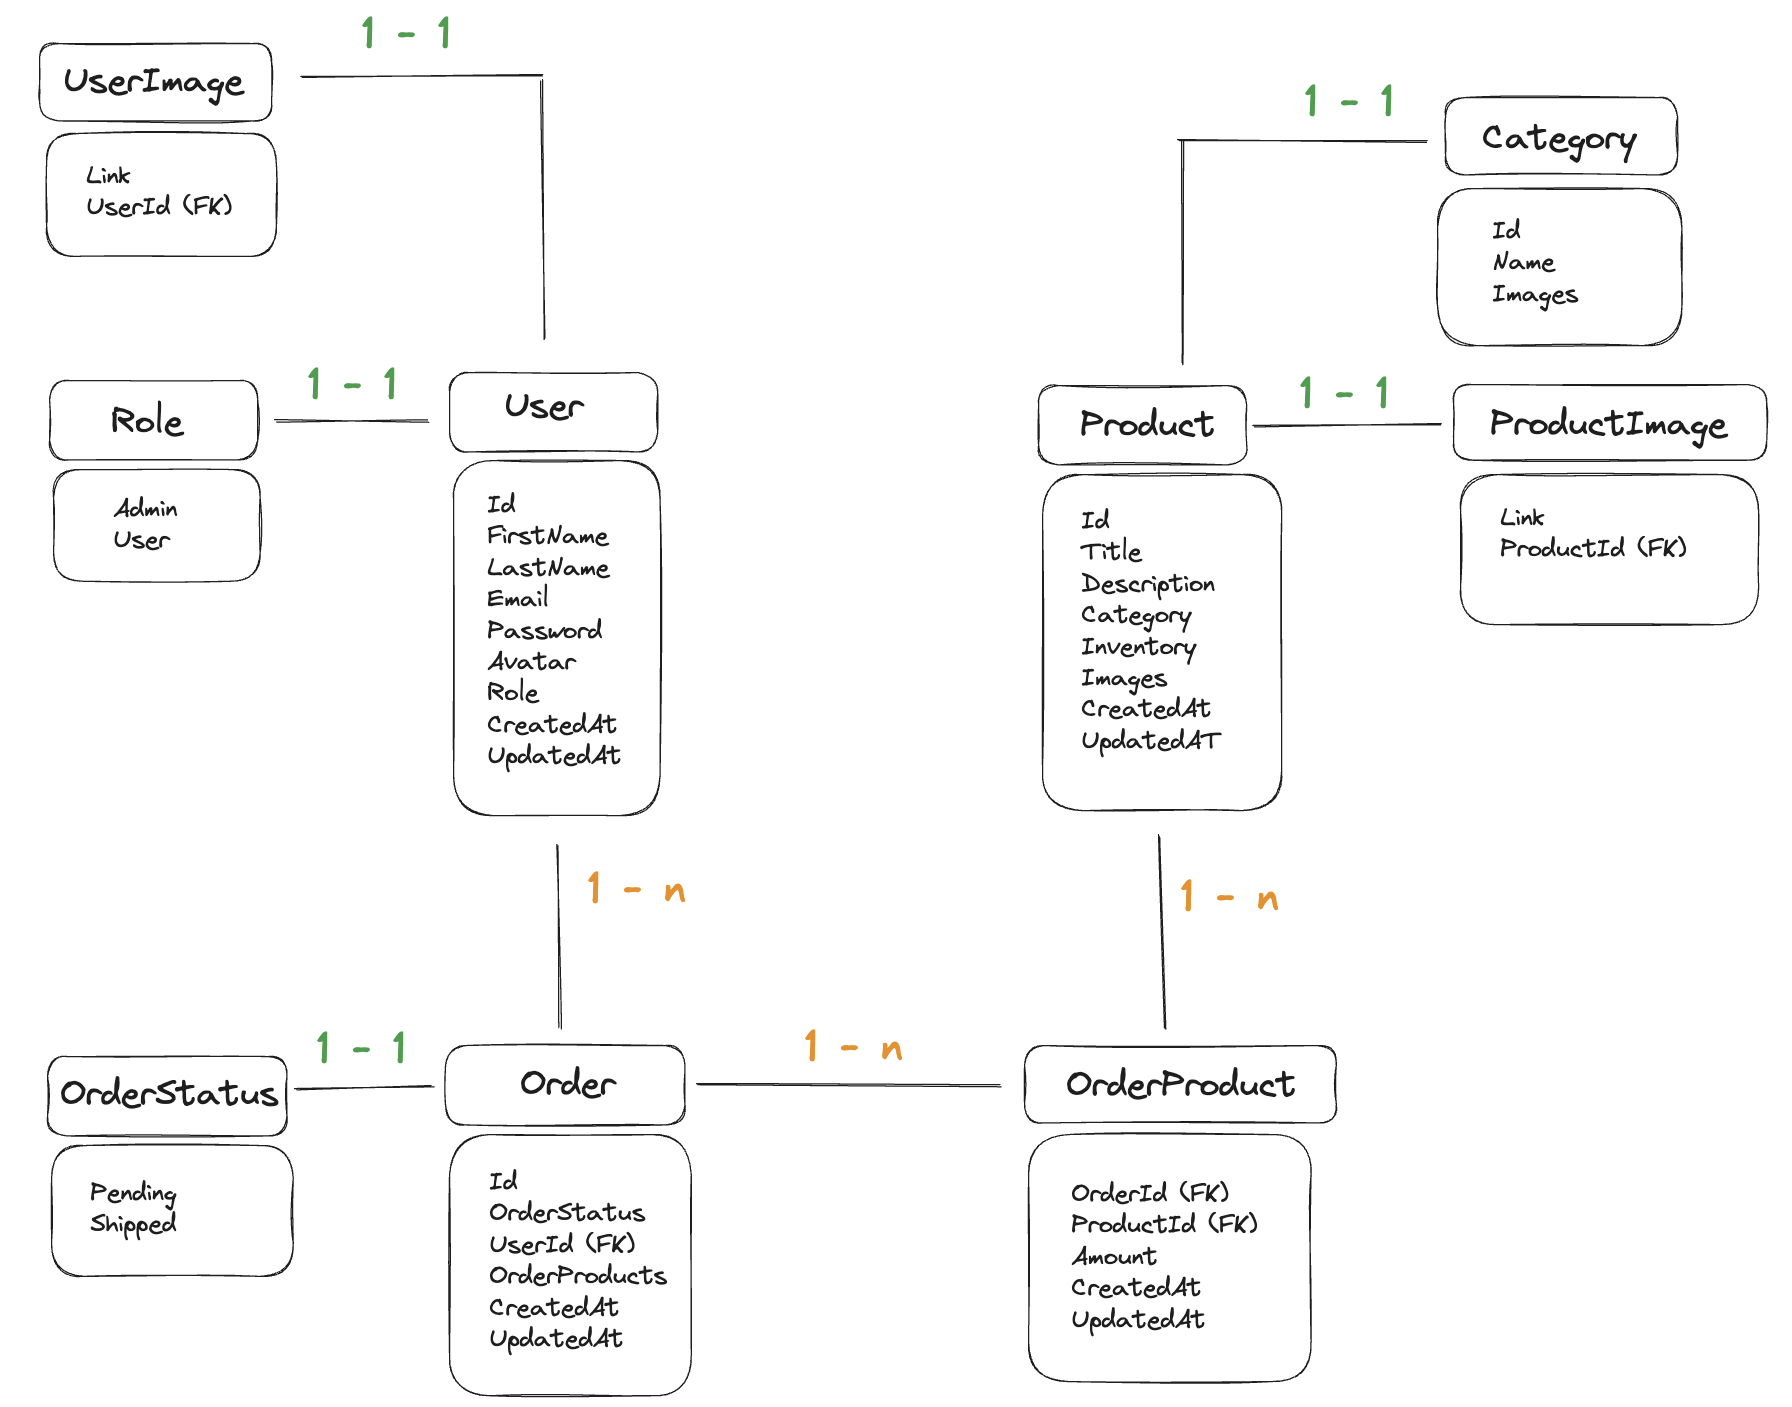 1 - 1
UserImage
Link
UserId (FK)
1 - 1
Category
Id
Name
Images
1 - 1
Role
Admin
User
User
Id
FirstName
LastName
Email
Password
Avatar
Role
CreatedAt
UpdatedAt
Product
Id
Title
Description
Category
Inventory
Images
CreatedAt
UpdatedAT
1 - 1
ProductImage
Link
ProductId (FK)
1 - n
1 - n
1 - 1
OrderStatus
Pending
Shipped
Order
Id
OrderStatus
UserId (FK)
OrderProducts
CreatedAt
UpdatedAt
1 - n
OrderProduct
OrderId (FK)
ProductId (FK)
Amount
CreatedAt
UpdatedAt